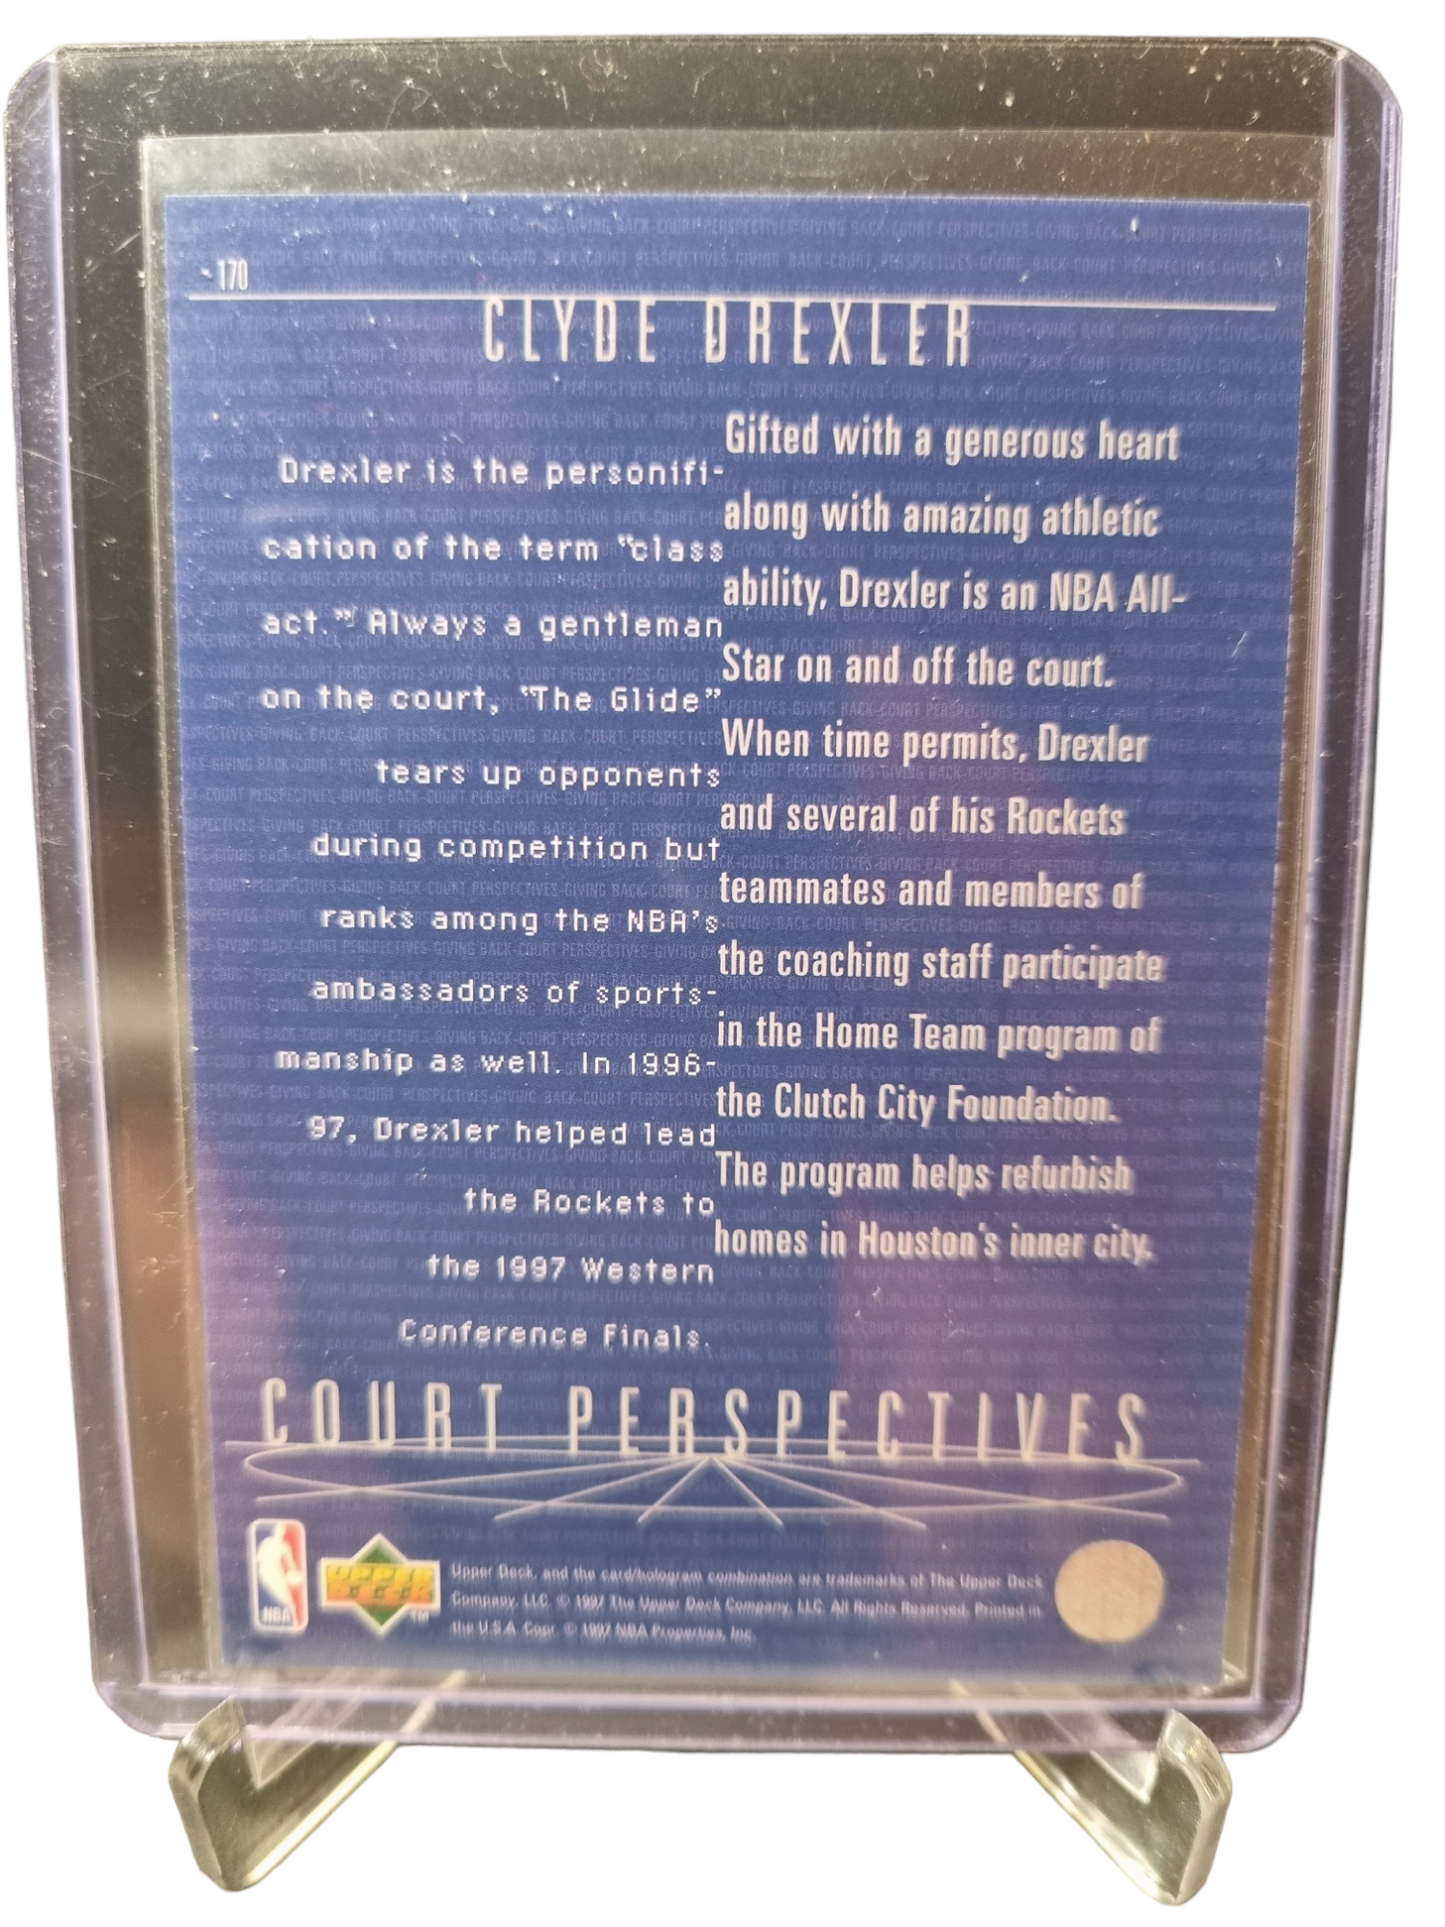 170
CLYDE DREXLER
Drexler is the personifi-
cation of the term "class
act." Always a gentleman
on the court, "The Glide"
tears up opponents
during competition but
ranks among the NBA's
ambassadors of sports-
manship as well. In 1996-
97, Drexler helped lead
the Rockets to
the 1997 Western
Conference Finals.
Gifted with a generous heart
along with amazing athletic
ability, Drexler is an NBA All-
Star on and off the court.
When time permits, Drexler
and several of his Rockets
teammates and members of
the coaching staff participate
in the Home Team program of
the Clutch City Foundation.
The program helps refurbish
homes in Houston's inner city.
COURT PERSPECTIVES
NBA
UPPER
DECK
TM
Upper Deck, and the card/hologram combination are trademarks of The Upper Deck
Company, LLC. © 1997 The Upper Deck Company, LLC. All Rights Reserved. Printed in
the U.S.A. Copr. © 1997 NBA Properties, Inc.